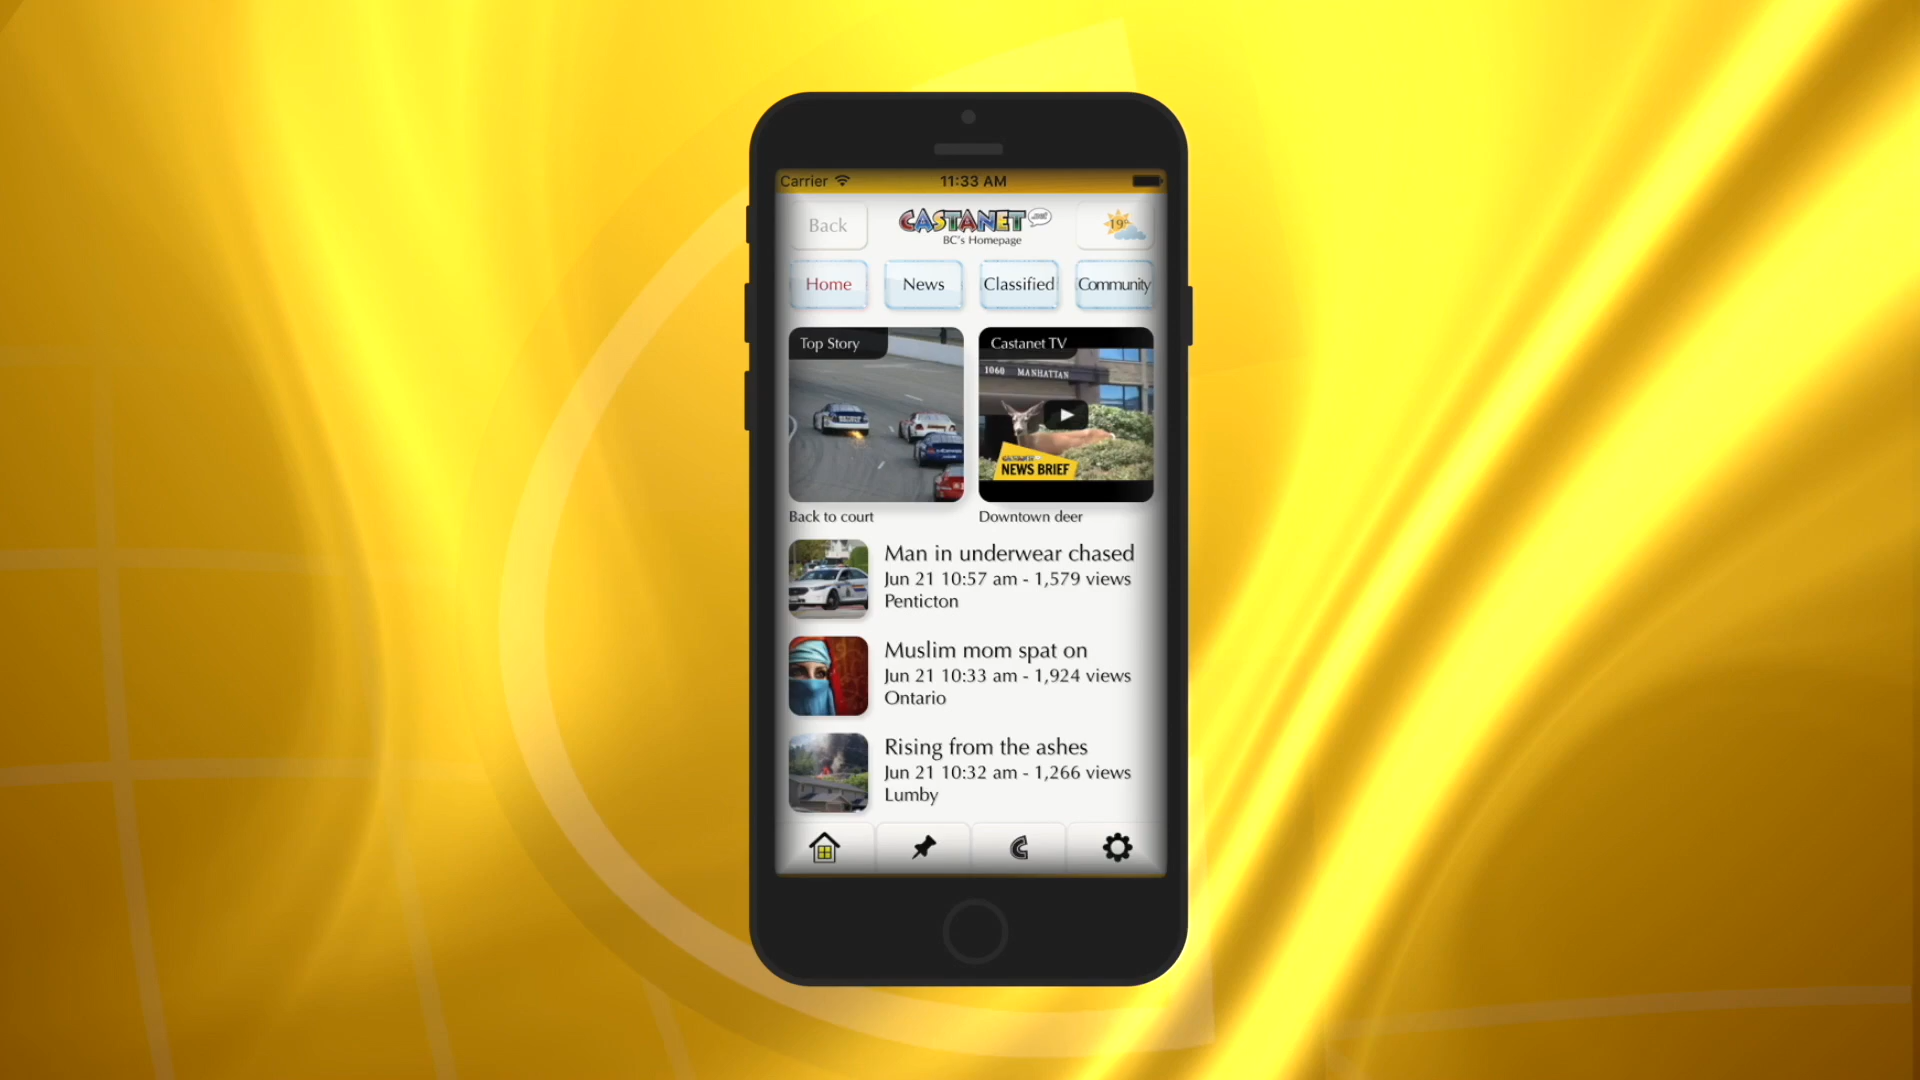 Carrier 11:33 AM
Back
CASTANET .net
BC's Homepage
19°
Home News Classified Community
Top Story
Castanet TV
1060 MANHATTAN
NEWS BRIEF
Back to court
Downtown deer
Man in underwear chased
Jun 21 10:57 am - 1,579 views
Penticton
Muslim mom spat on
Jun 21 10:33 am - 1,924 views
Ontario
Rising from the ashes
Jun 21 10:32 am - 1,266 views
Lumby